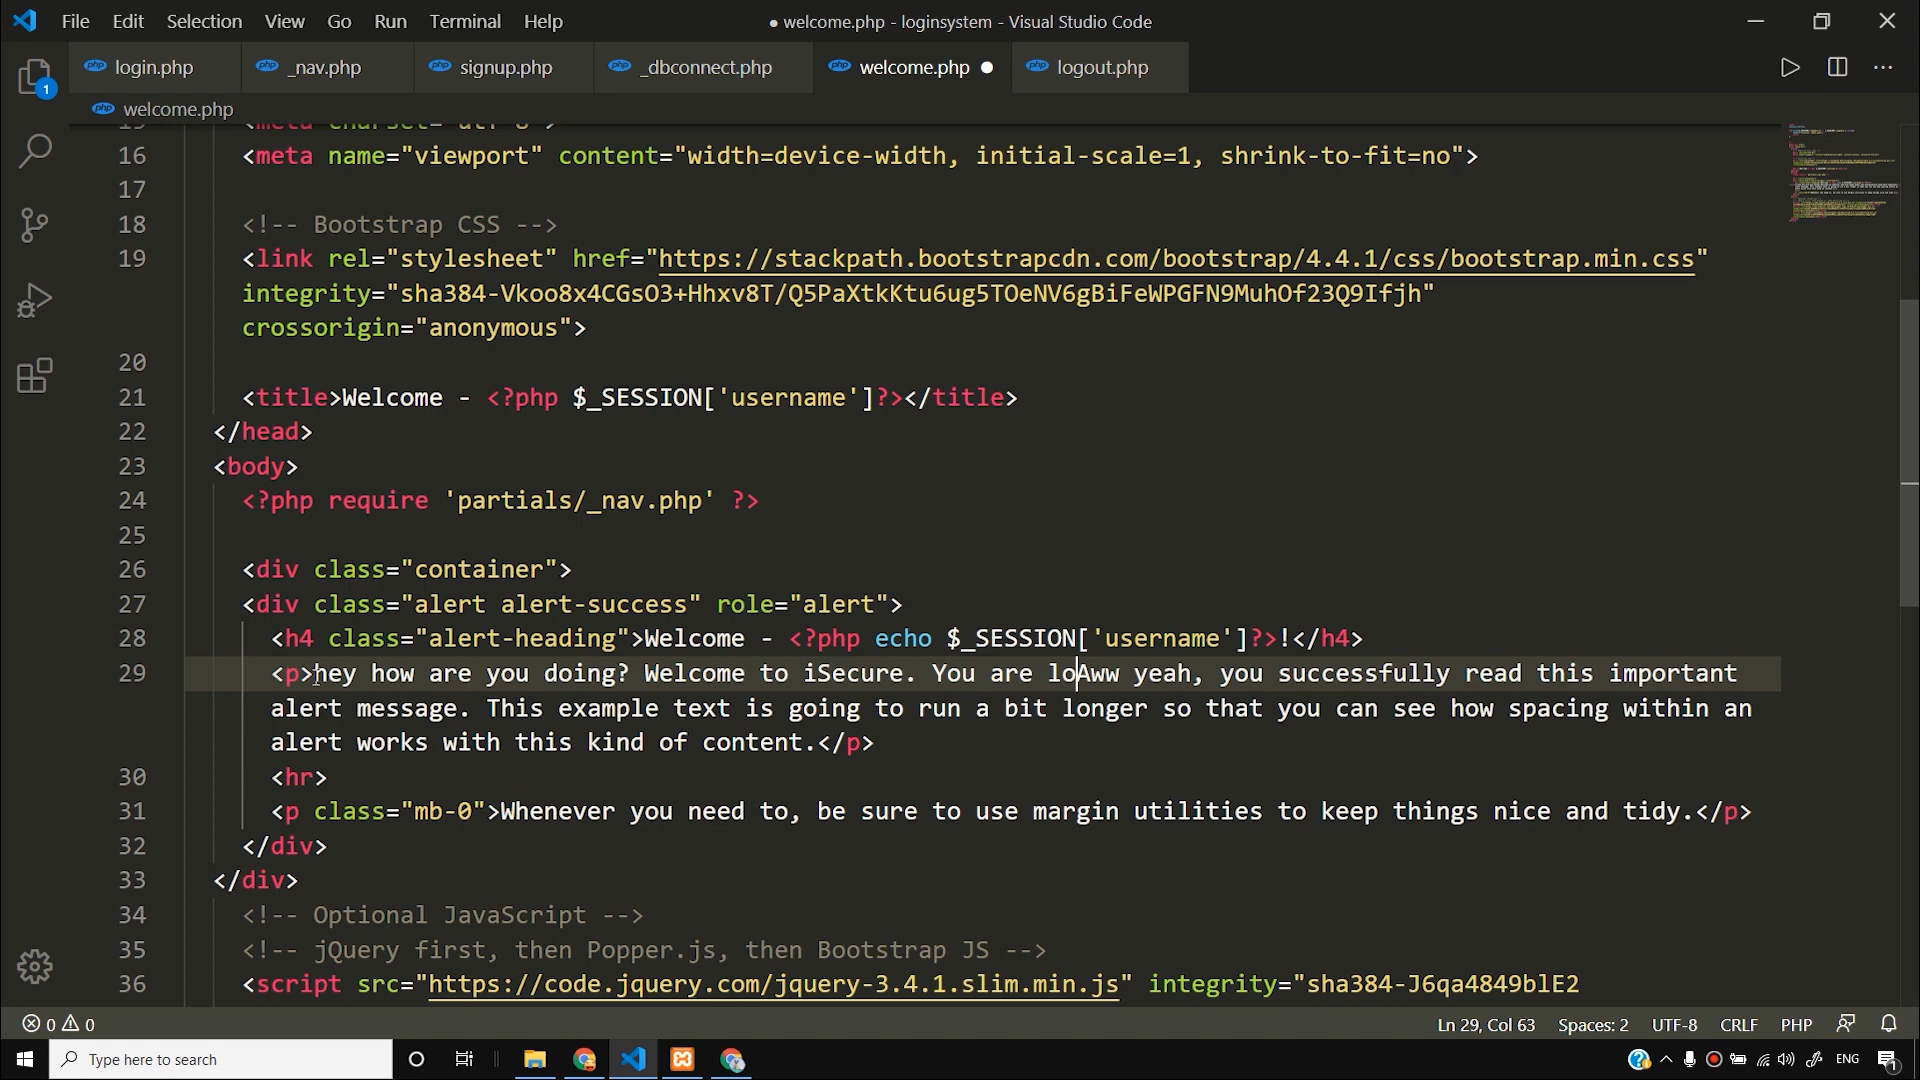 File Edit Selection View Go Run Terminal Help
● welcome.php - loginsystem - Visual Studio Code
login.php _nav.php signup.php _dbconnect.php welcome.php ● logout.php
1
welcome.php
15 <meta charset="utf-8">
16 <meta name="viewport" content="width=device-width, initial-scale=1, shrink-to-fit=no">
17
18 <!-- Bootstrap CSS -->
19 <link rel="stylesheet" href="https://stackpath.bootstrapcdn.com/bootstrap/4.4.1/css/bootstrap.min.css"
integrity="sha384-Vkoo8x4CGsO3+Hhxv8T/Q5PaXtkKtu6ug5TOeNV6gBiFeWPGFN9MuhOf23Q9Ifjh"
crossorigin="anonymous">
20
21 <title>Welcome - <?php $_SESSION['username']?></title>
22 </head>
23 <body>
24 <?php require 'partials/_nav.php' ?>
25
26 <div class="container">
27 <div class="alert alert-success" role="alert">
28 <h4 class="alert-heading">Welcome - <?php echo $_SESSION['username']?>!</h4>
29 <p>hey how are you doing? Welcome to iSecure. You are loAww yeah, you successfully read this important
alert message. This example text is going to run a bit longer so that you can see how spacing within an
alert works with this kind of content.</p>
30 <hr>
31 <p class="mb-0">Whenever you need to, be sure to use margin utilities to keep things nice and tidy.</p>
32 </div>
33 </div>
34 <!-- Optional JavaScript -->
35 <!-- jQuery first, then Popper.js, then Bootstrap JS -->
36 <script src="https://code.jquery.com/jquery-3.4.1.slim.min.js" integrity="sha384-J6qa4849blE2
0 0
Ln 29, Col 63 Spaces: 2 UTF-8 CRLF PHP
Type here to search
ENG
1